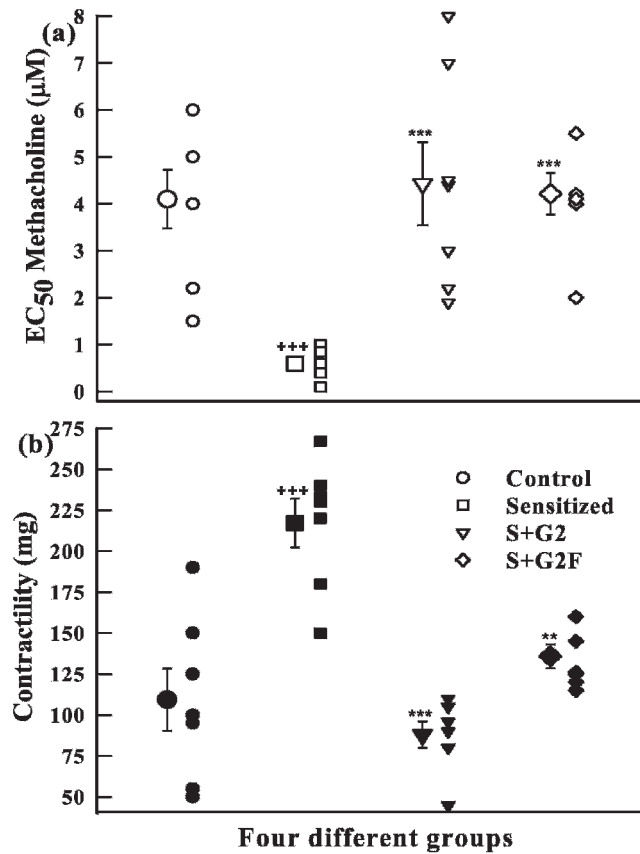 (a)
EC50 Methacholine (µM)
8
7
6
5
4
3
2
1
0
+++
***
***
(b)
Contractility (mg)
275
250
225
200
175
150
125
100
75
50
+++
***
**
Control
Sensitized
S+G2
S+G2F
Four different groups